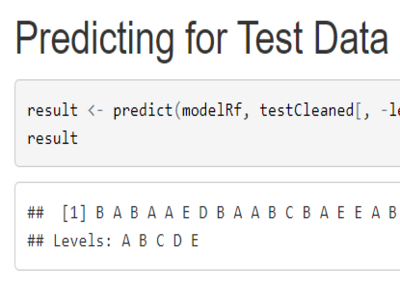 Predicting for Test Data
result <- predict(modelRf, testCleaned[, -le
result
## [1] B A B A A E D B A A B C B A E E A B
## Levels: A B C D E